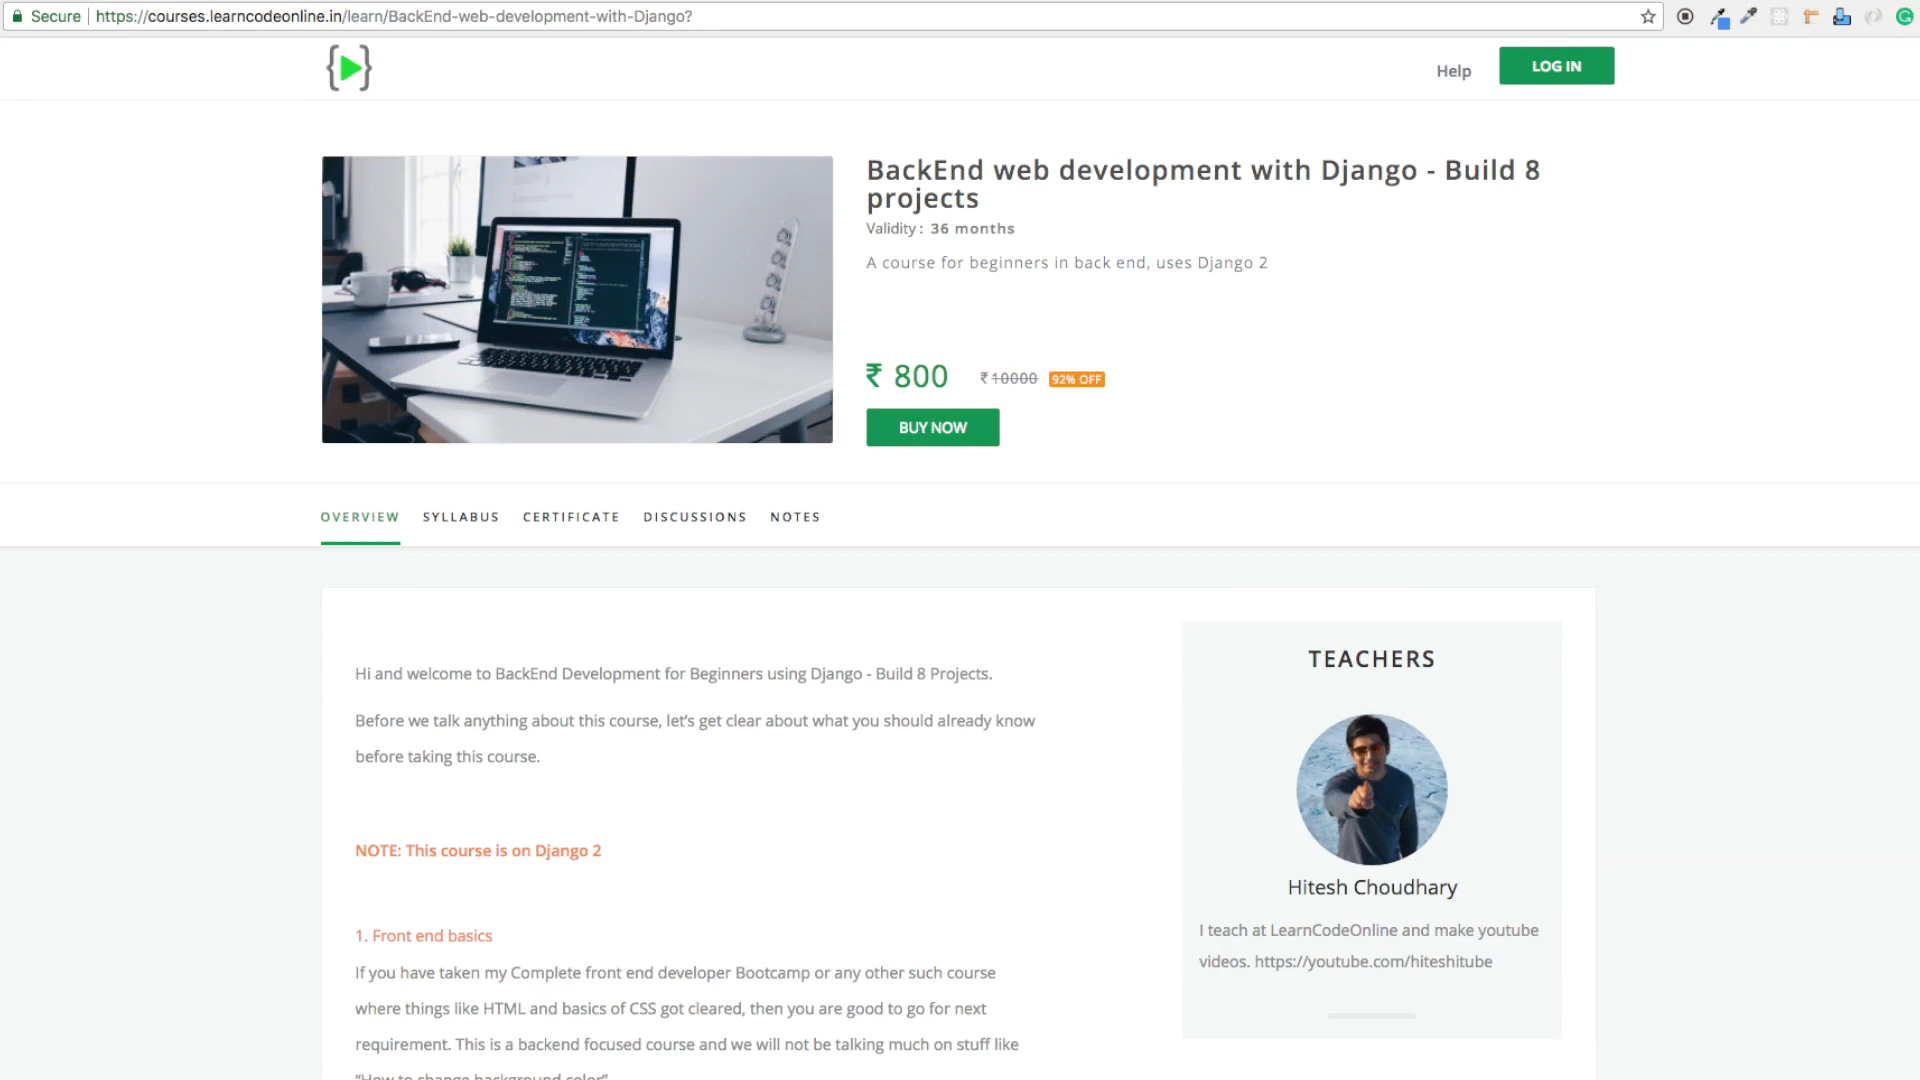 Secure
https://courses.learncodeonline.in/learn/BackEnd-web-development-with-Django?
Help
LOG IN
BackEnd web development with Django - Build 8
projects
Validity : 36 months
A course for beginners in back end, uses Django 2
₹ 800 ₹10000 92% OFF
BUY NOW
OVERVIEW SYLLABUS CERTIFICATE DISCUSSIONS NOTES
Hi and welcome to BackEnd Development for Beginners using Django - Build 8 Projects.
Before we talk anything about this course, let's get clear about what you should already know
before taking this course.
NOTE: This course is on Django 2
1. Front end basics
If you have taken my Complete front end developer Bootcamp or any other such course
where things like HTML and basics of CSS got cleared, then you are good to go for next
requirement. This is a backend focused course and we will not be talking much on stuff like
“How to change background color”
TEACHERS
Hitesh Choudhary
I teach at LearnCodeOnline and make youtube
videos. https://youtube.com/hiteshitube